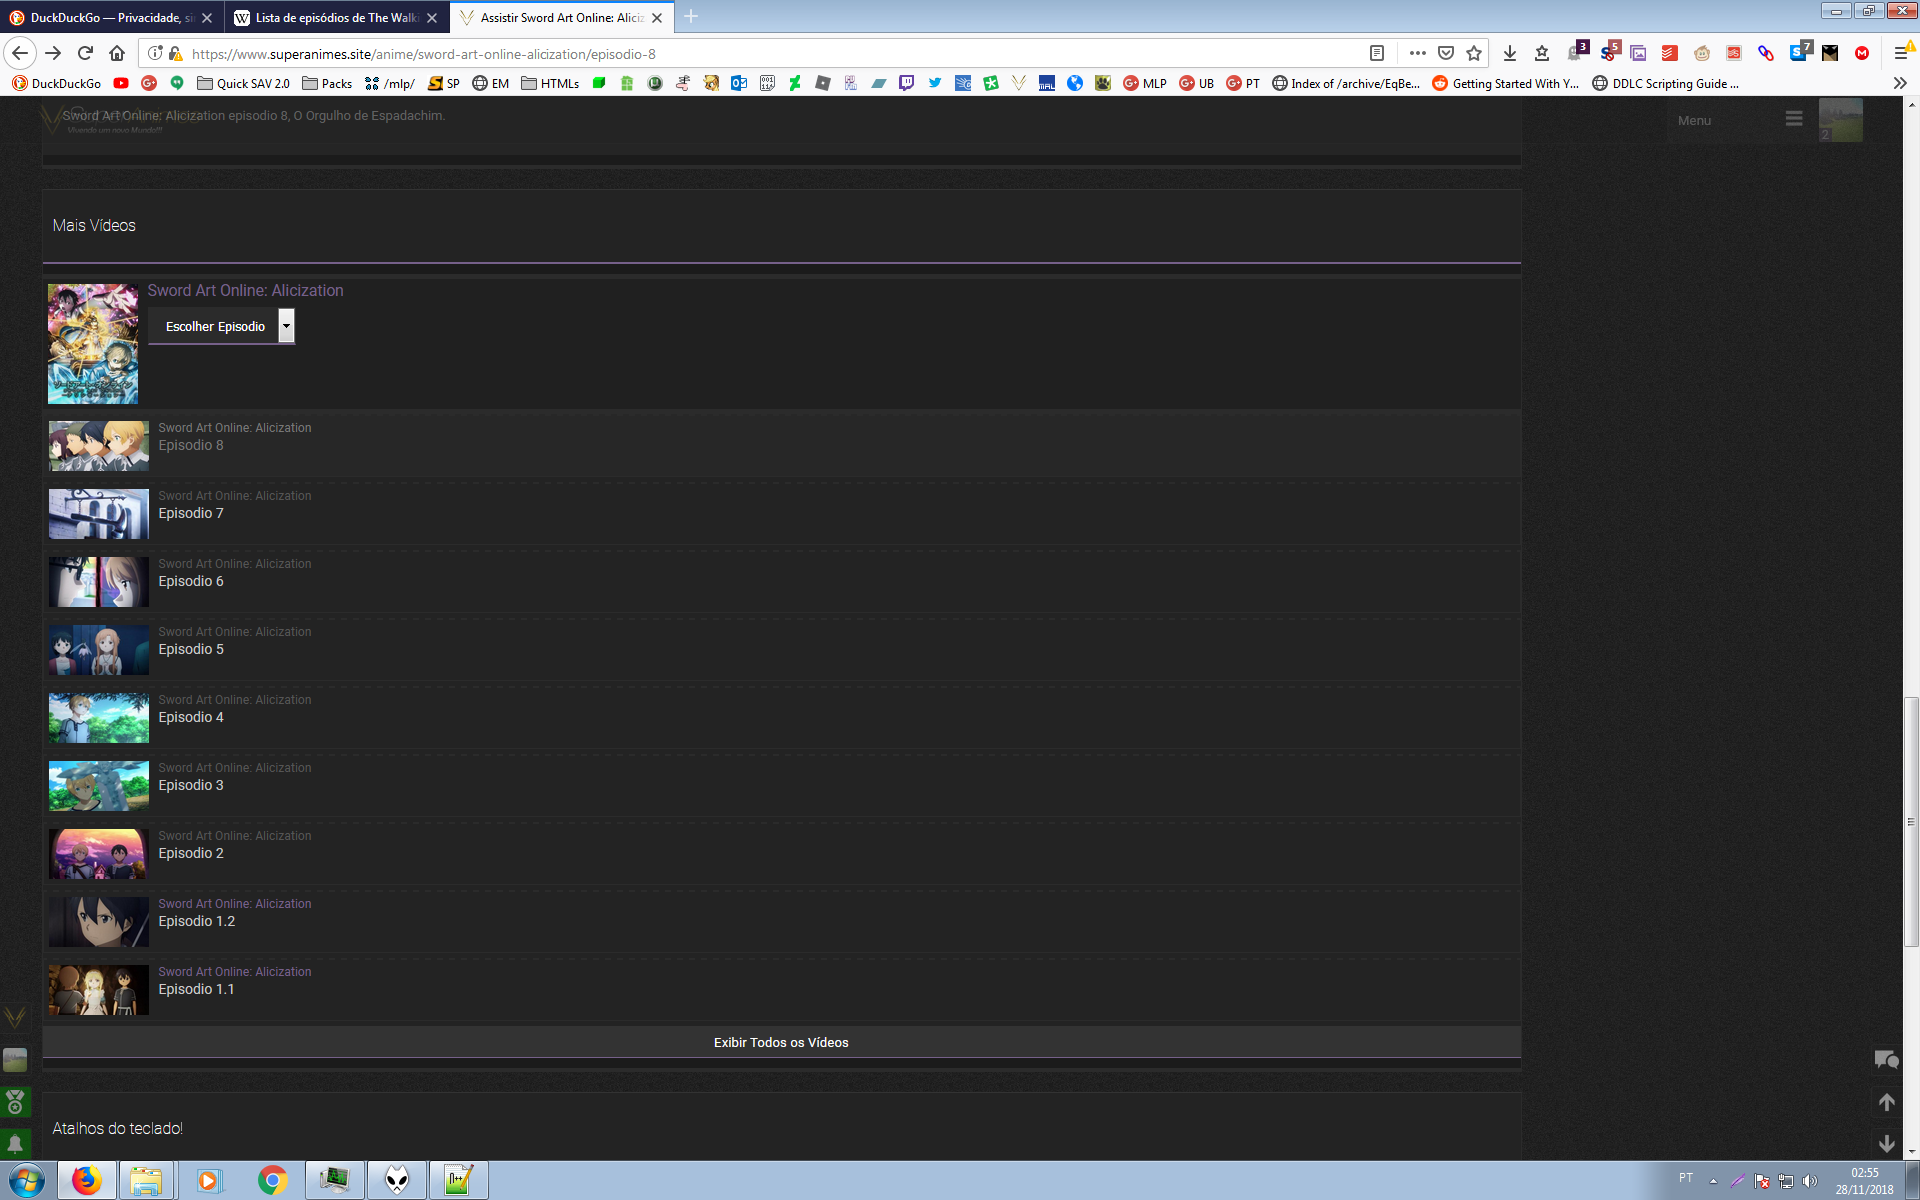 DuckDuckGo — Privacidade, si
Lista de episódios de The Walki
Assistir Sword Art Online: Aliciz
https://www.superanimes.site/anime/sword-art-online-alicization/episodio-8
3
5
7
DuckDuckGo
Quick SAV 2.0
Packs
/mlp/
SP
EM
HTMLs
MAL
MLP
UB
PT
Index of /archive/EqBe...
Getting Started With Y...
DDLC Scripting Guide ...
Sword Art Online: Alicization episodio 8, O Orgulho de Espadachim.
Vivendo um novo Mundo!!!
Menu
2
Mais Vídeos
Sword Art Online: Alicization
Escolher Episodio
Sword Art Online: Alicization
Episodio 8
Sword Art Online: Alicization
Episodio 7
Sword Art Online: Alicization
Episodio 6
Sword Art Online: Alicization
Episodio 5
Sword Art Online: Alicization
Episodio 4
Sword Art Online: Alicization
Episodio 3
Sword Art Online: Alicization
Episodio 2
Sword Art Online: Alicization
Episodio 1.2
Sword Art Online: Alicization
Episodio 1.1
Exibir Todos os Vídeos
Atalhos do teclado!
PT
02:55
28/11/2018